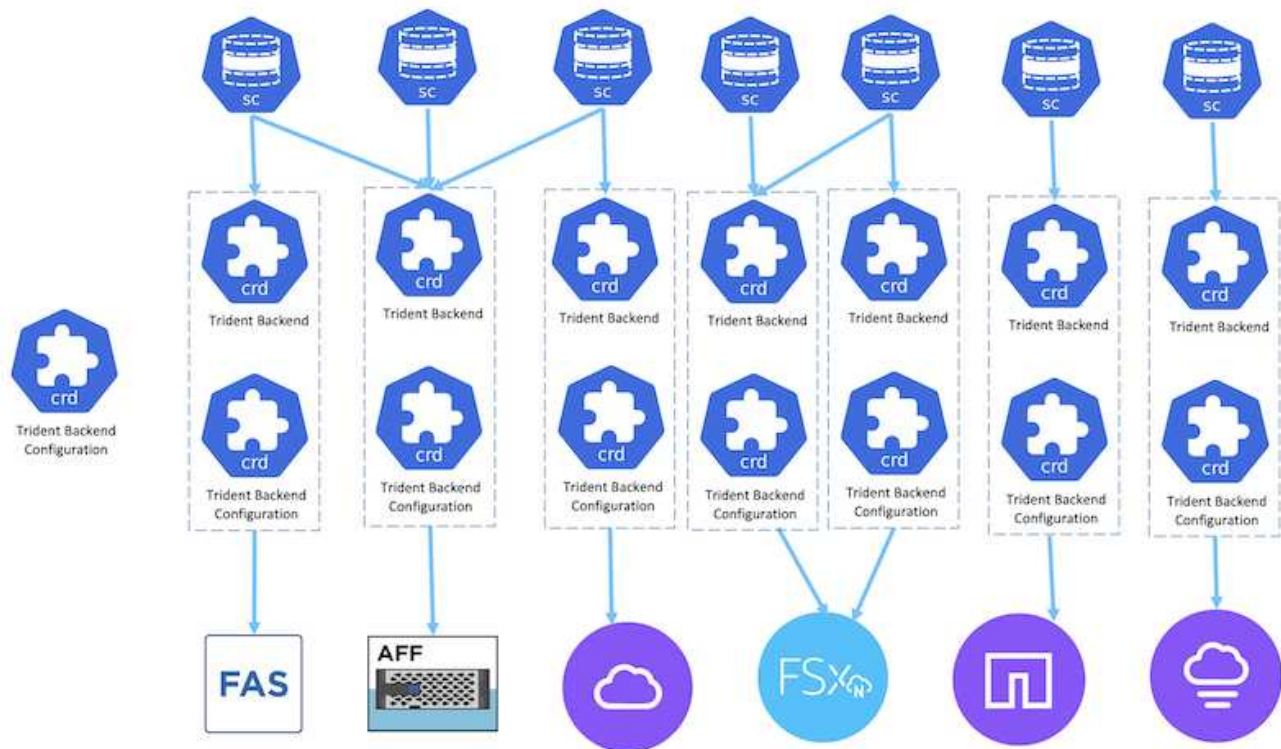 sc
sc
sc
sc
sc
sc
sc
crd
crd
crd
crd
crd
crd
crd
Trident Backend
Trident Backend
Trident Backend
Trident Backend
Trident Backend
Trident Backend
Trident Backend
crd
Trident Backend
Configuration
crd
crd
crd
crd
crd
crd
crd
Trident Backend
Configuration
Trident Backend
Configuration
Trident Backend
Configuration
Trident Backend
Configuration
Trident Backend
Configuration
Trident Backend
Configuration
Trident Backend
Configuration
FAS
AFF
FSx
N